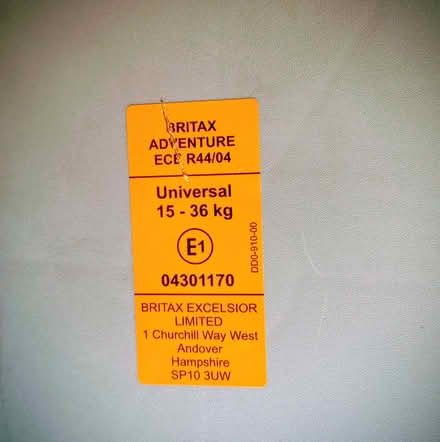 BRITAX
ADVENTURE
ECE R44/04
Universal
15 - 36 kg
E1
04301170
DD0-910-00
BRITAX EXCELSIOR
LIMITED
1 Churchill Way West
Andover
Hampshire
SP10 3UW